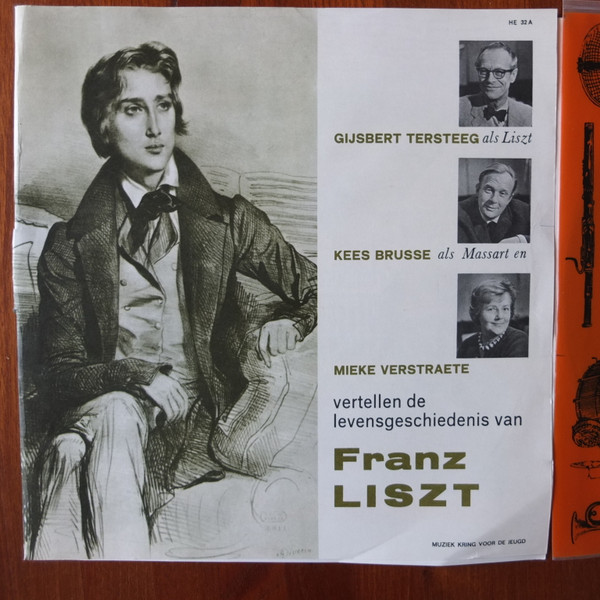 HE 32A
GIJSBERT TERSTEEG als Liszt
KEES BRUSSE als Massart en
MIEKE VERSTRAETE
vertellen de
levensgeschiedenis van
Franz
LISZT
MUZIEK KRING VOOR DE JEUGD